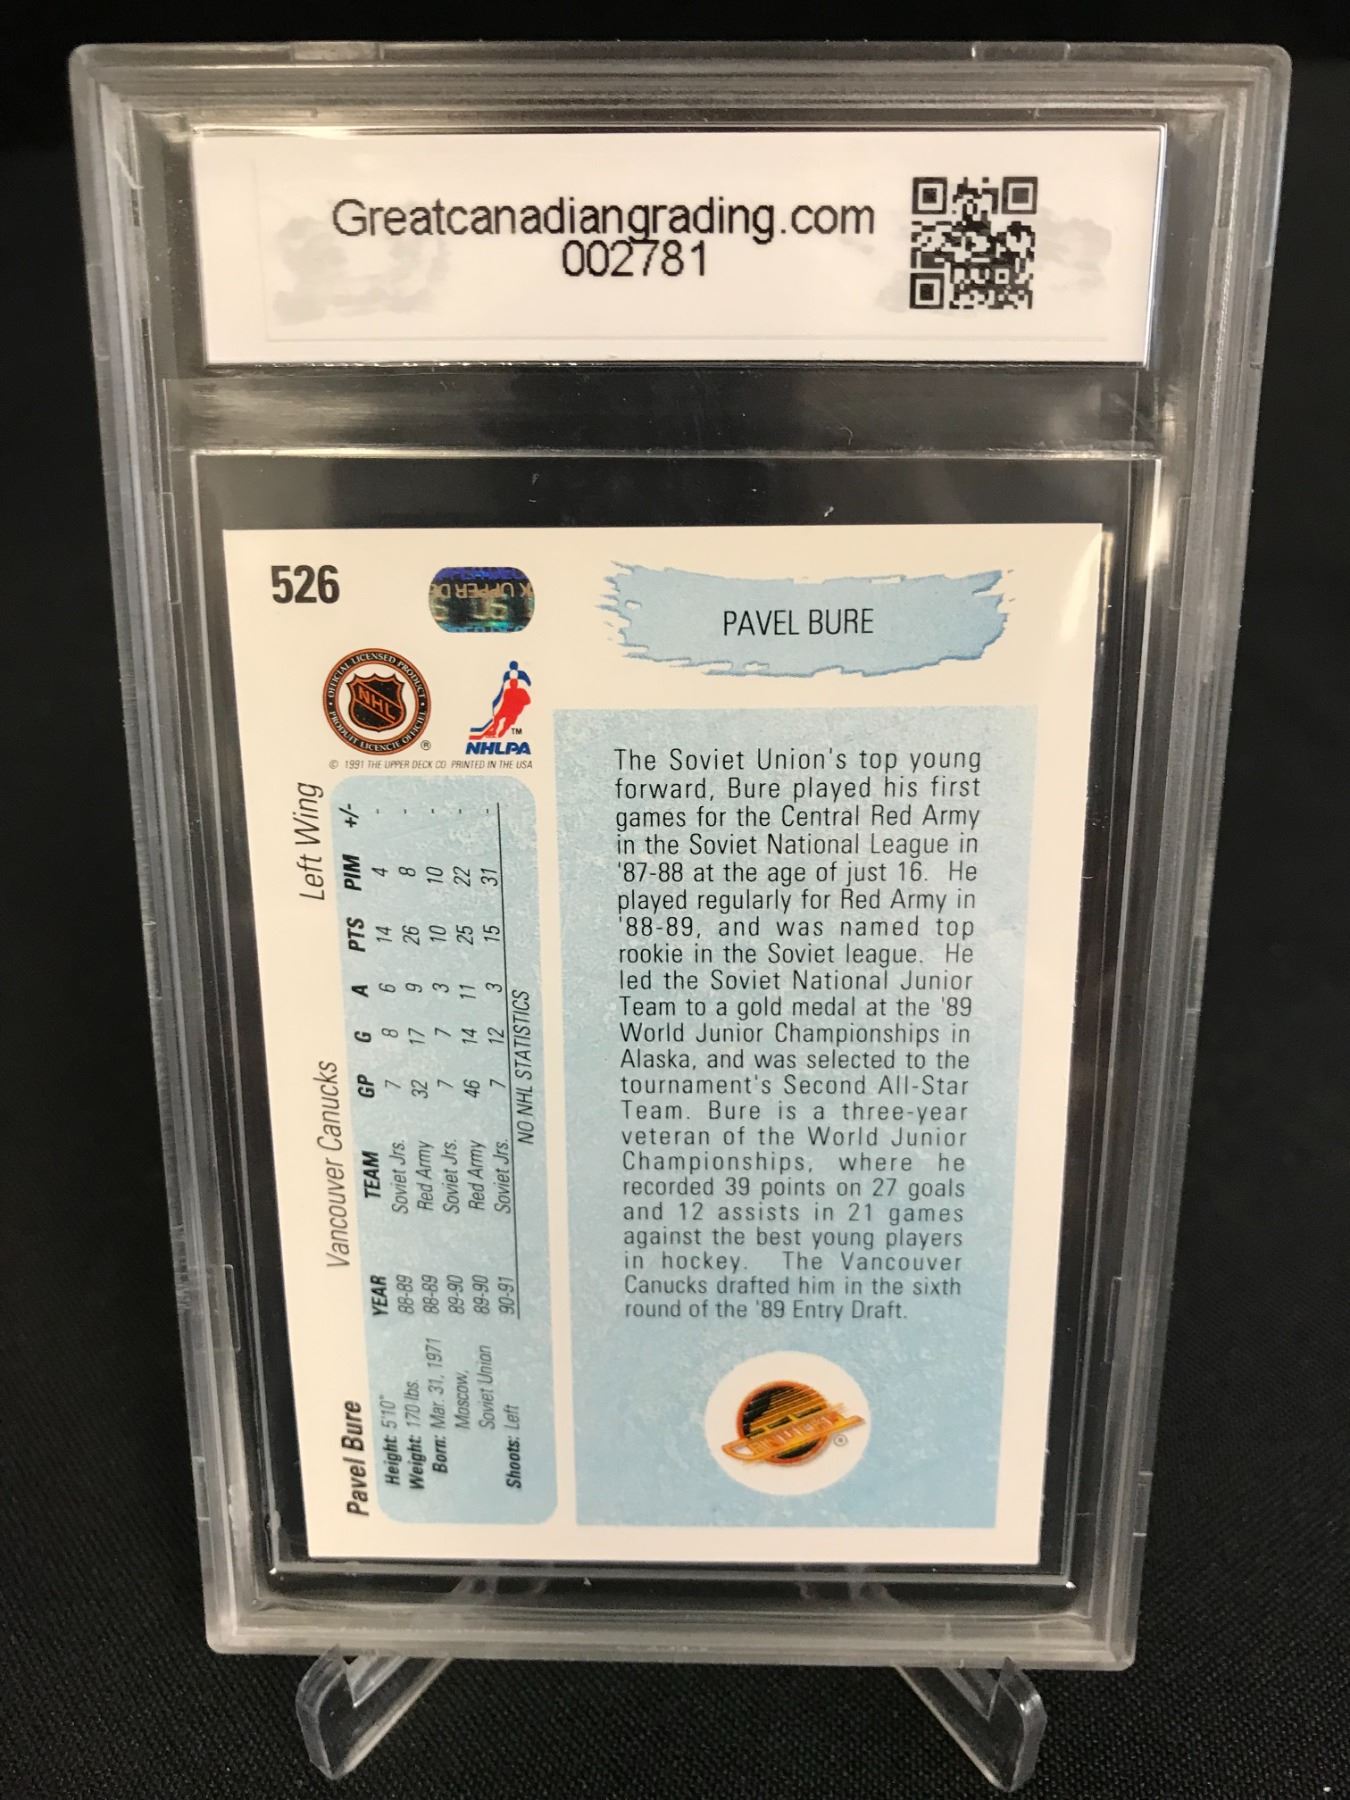 Greatcanadiangrading.com
002781
526
PAVEL BURE
OFFICIAL LICENSED PRODUCT
NHL
PRODUIT LICENCIE OFFICIEL
®
TM
NHLPA
© 1991 THE UPPER DECK CO PRINTED IN THE USA
Pavel Bure Vancouver Canucks Left Wing
Height: 5'10"
Weight: 170 lbs.
Born: Mar. 31, 1971
Moscow,
Soviet Union
Shoots: Left
YEAR TEAM GP G A PTS PIM +/-
88-89 Soviet Jrs. 7 8 6 14 4 -
88-89 Red Army 32 17 9 26 8 -
89-90 Soviet Jrs. 7 7 3 10 10 -
89-90 Red Army 46 14 11 25 22 -
90-91 Soviet Jrs. 7 12 3 15 31 -
NO NHL STATISTICS
The Soviet Union's top young
forward, Bure played his first
games for the Central Red Army
in the Soviet National League in
'87-88 at the age of just 16. He
played regularly for Red Army in
'88-89, and was named top
rookie in the Soviet league. He
led the Soviet National Junior
Team to a gold medal at the '89
World Junior Championships in
Alaska, and was selected to the
tournament's Second All-Star
Team. Bure is a three-year
veteran of the World Junior
Championships, where he
recorded 39 points on 27 goals
and 12 assists in 21 games
against the best young players
in hockey. The Vancouver
Canucks drafted him in the sixth
round of the '89 Entry Draft.
CANUCKS
®